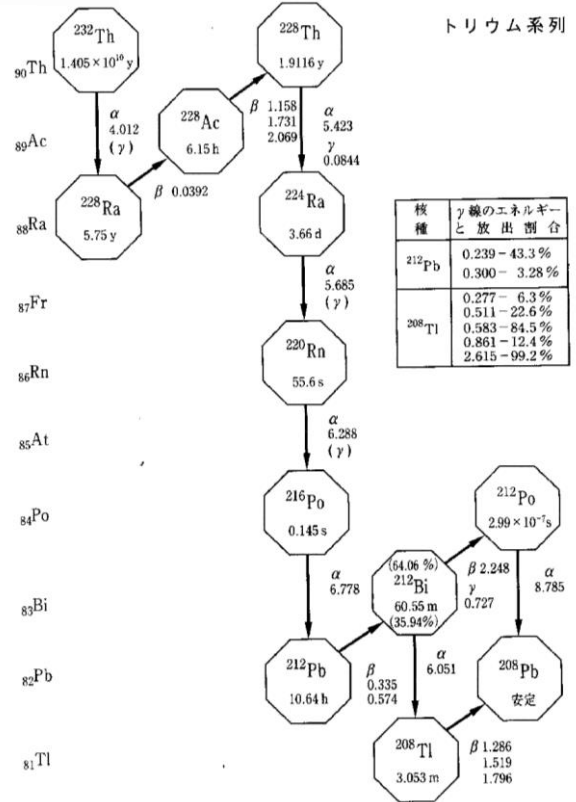 トリウム系列
₉₀Th
²³²Th
1.405×10¹⁰ y
²²⁸Th
1.9116 y
α
4.012
(γ)
₈₉Ac
²²⁸Ac
6.15 h
β 1.158
1.731
2.069
α
5.423
γ
0.0844
₈₈Ra
²²⁸Ra
5.75 y
β 0.0392
²²⁴Ra
3.66 d
核種
γ線のエネルギーと放出割合
²¹²Pb
0.239－43.3 %
0.300－ 3.28 %
²⁰⁸Tl
0.277－ 6.3 %
0.511－22.6 %
0.583－84.5 %
0.861－12.4 %
2.615－99.2 %
₈₇Fr
α
5.685
(γ)
₈₆Rn
²²⁰Rn
55.6 s
₈₅At
α
6.288
(γ)
₈₄Po
²¹⁶Po
0.145 s
²¹²Po
2.99×10⁻⁷s
₈₃Bi
α
6.778
(64.06 %)
²¹²Bi
60.55 m
(35.94%)
β 2.248
γ
0.727
α
8.785
₈₂Pb
²¹²Pb
10.64 h
β
0.335
0.574
α
6.051
²⁰⁸Pb
安定
₈₁Tl
²⁰⁸Tl
3.053 m
β 1.286
1.519
1.796